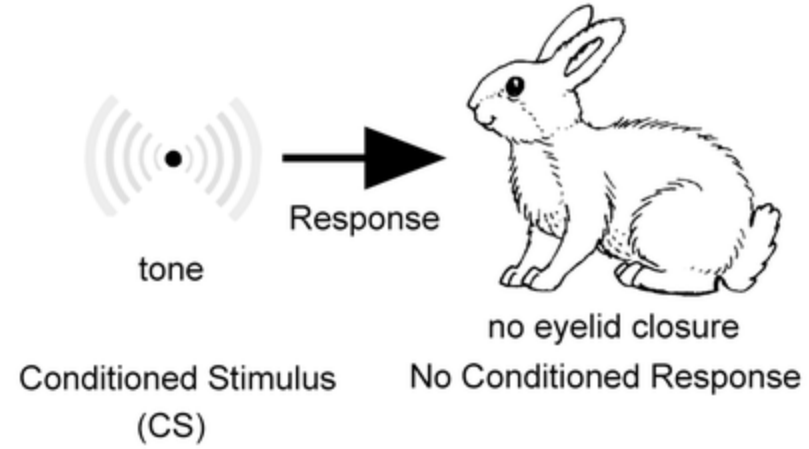 Response
tone
no eyelid closure
Conditioned Stimulus
(CS)
No Conditioned Response